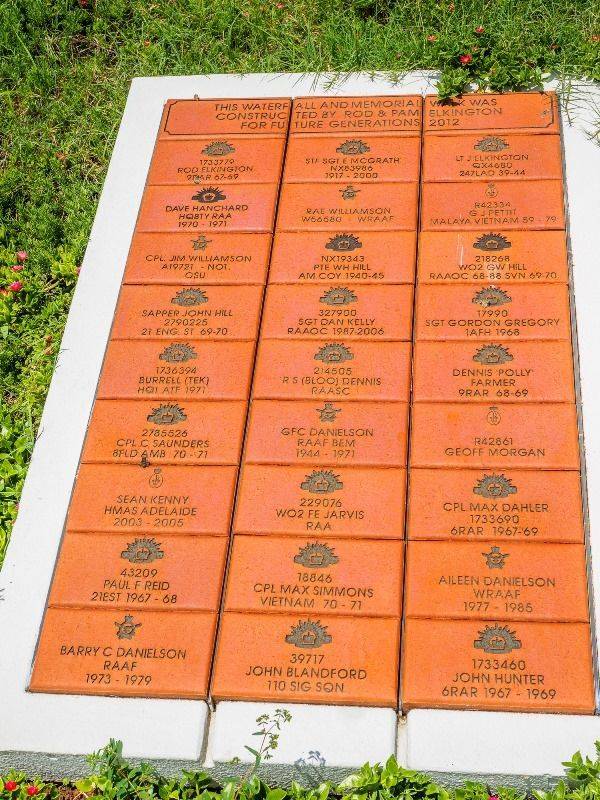 THIS WATERFALL AND MEMORIAL WALK WAS
CONSTRUCTED BY ROD & PAM ELKINGTON
FOR FUTURE GENERATIONS 2012
1733779
ROD ELKINGTON
9RAR 67-69
DAVE HANCHARD
HQBTY RAA
1970 - 1971
CPL. JIM WILLIAMSON
A19721 - NOT.
QSU
SAPPER JOHN HILL
2790225
21 ENG. ST 69-70
1736394
BURRELL (TEK)
HQ1 ATF 1971
2785526
CPL C SAUNDERS
8FLD AMB 70 - 71
SEAN KENNY
HMAS ADELAIDE
2003 - 2005
43209
PAUL F REID
21EST 1967 - 68
BARRY C DANIELSON
RAAF
1973 - 1979
SGT E MCGRATH
NX83986
1917 - 2000
RAE WILLIAMSON
W66680 - WRAAF
NX19343
PTE WH HILL
AM COY 1940-45
327900
SGT DAN KELLY
RAAOC 1987-2006
214505
R S (BLOO) DENNIS
RAASC
GFC DANIELSON
RAAF BEM
1944 - 1971
229076
WO2 FE JARVIS
RAA
18846
CPL MAX SIMMONS
VIETNAM 70 - 71
39717
JOHN BLANDFORD
110 SIG SQN
LT J ELKINGTON
QX4680
247LAD 39-44
R42334
G J PETTIT
MALAYA VIETNAM 59 - 79
218268
WO2 GW HILL
RAAOC 68-88 SVN 69-70
17990
SGT GORDON GREGORY
1AFH 1968
DENNIS 'POLLY'
FARMER
9RAR 68-69
R42861
GEOFF MORGAN
CPL MAX DAHLER
1733690
6RAR 1967-69
AILEEN DANIELSON
WRAAF
1977 - 1985
1733460
JOHN HUNTER
6RAR 1967 - 1969